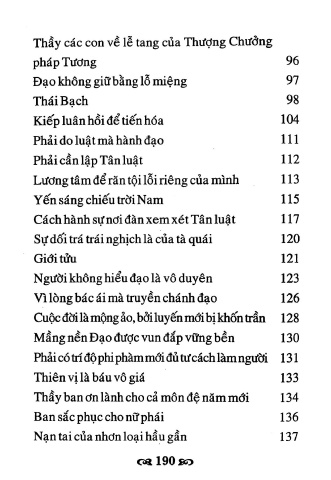 Thầy các con về lễ tang của Thượng Chưởng
pháp Tương 96
Đạo không giữ bằng lỗ miệng 97
Thái Bạch 98
Kiếp luân hồi để tiến hóa 104
Phải do luật mà hành đạo 111
Phải cần lập Tân luật 112
Lương tâm để răn tội lỗi riêng của mình 113
Yến sáng chiếu trời Nam 115
Cách hành sự nơi đàn xem xét Tân luật 117
Sự dối trá trái nghịch là của tà quái 120
Giới tửu 121
Người không hiểu đạo là vô duyên 123
Vì lòng bác ái mà truyền chánh đạo 126
Cuộc đời là mộng ảo, bởi luyến mới bị khốn trần 128
Mầng nền Đạo được vun đắp vững bền 130
Phải có trí độ phi phàm mới đủ tư cách làm người 131
Thiên vị là báu vô giá 133
Thầy ban ơn lành cho cả môn đệ năm mới 134
Ban sắc phục cho nữ phái 136
Nạn tai của nhơn loại hầu gần 137
190